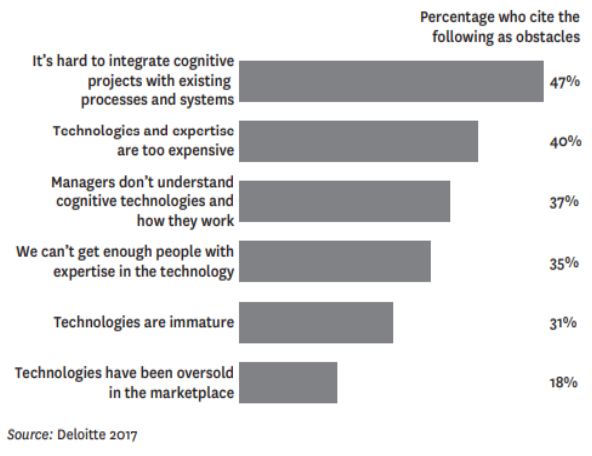 Percentage who cite the
following as obstacles
It's hard to integrate cognitive
projects with existing
processes and systems
47%
Technologies and expertise
are too expensive
40%
Managers don't understand
cognitive technologies and
how they work
37%
We can't get enough people with
expertise in the technology
35%
Technologies are immature
31%
Technologies have been oversold
in the marketplace
18%
Source: Deloitte 2017